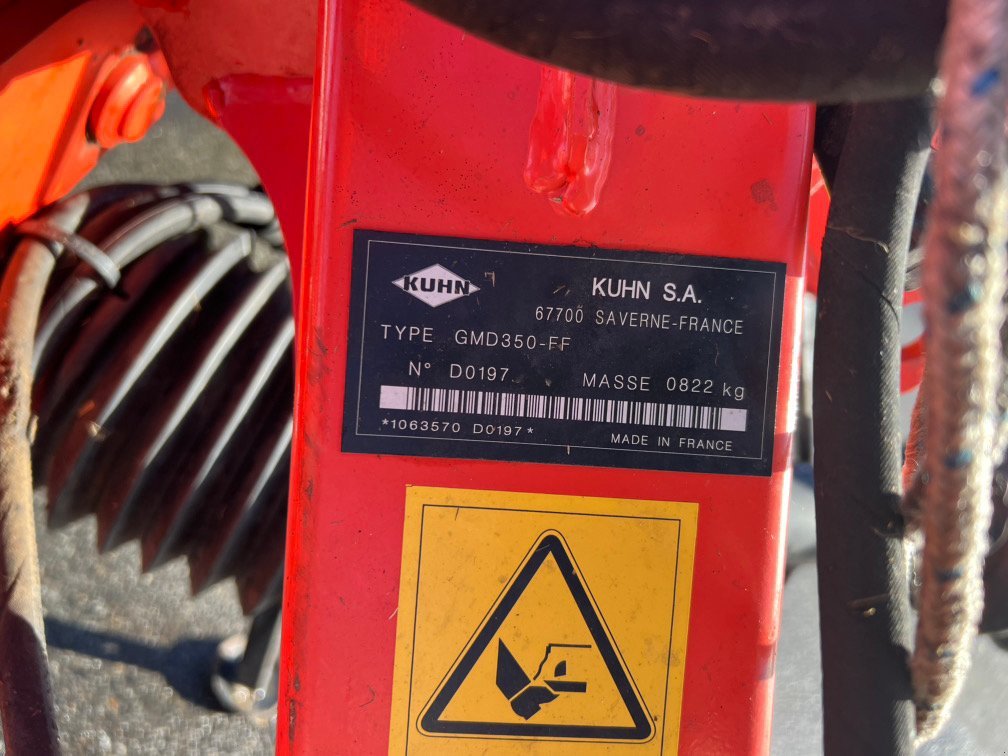 KUHN
KUHN S.A.
67700 SAVERNE-FRANCE
TYPE GMD350-FF
N° D0197
MASSE 0822 kg
*1063570 D0197*
MADE IN FRANCE